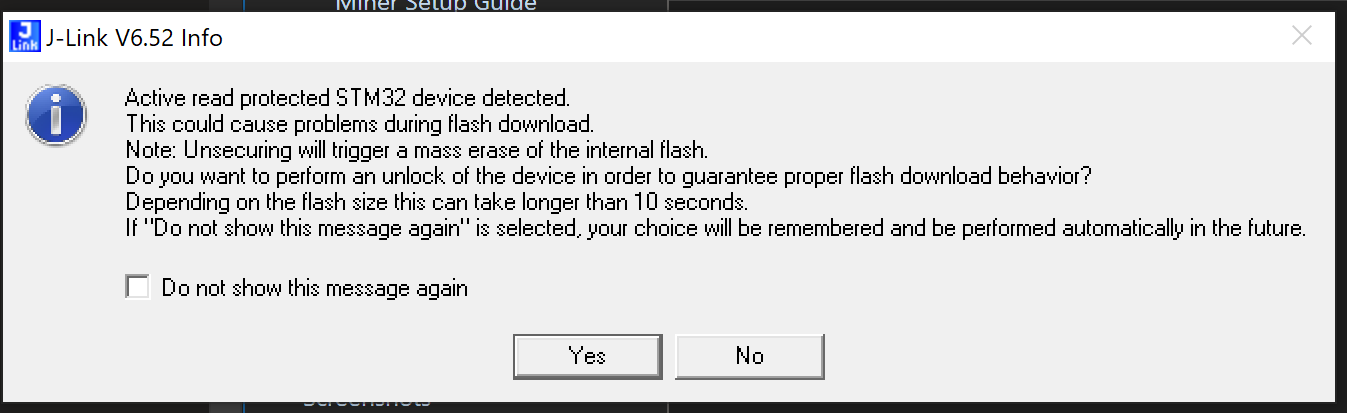 Miner Setup Guide
J Link
J-Link V6.52 Info
Active read protected STM32 device detected.
This could cause problems during flash download.
Note: Unsecuring will trigger a mass erase of the internal flash.
Do you want to perform an unlock of the device in order to guarantee proper flash download behavior?
Depending on the flash size this can take longer than 10 seconds.
If "Do not show this message again" is selected, your choice will be remembered and be performed automatically in the future.
Do not show this message again
Yes No
Screenshots